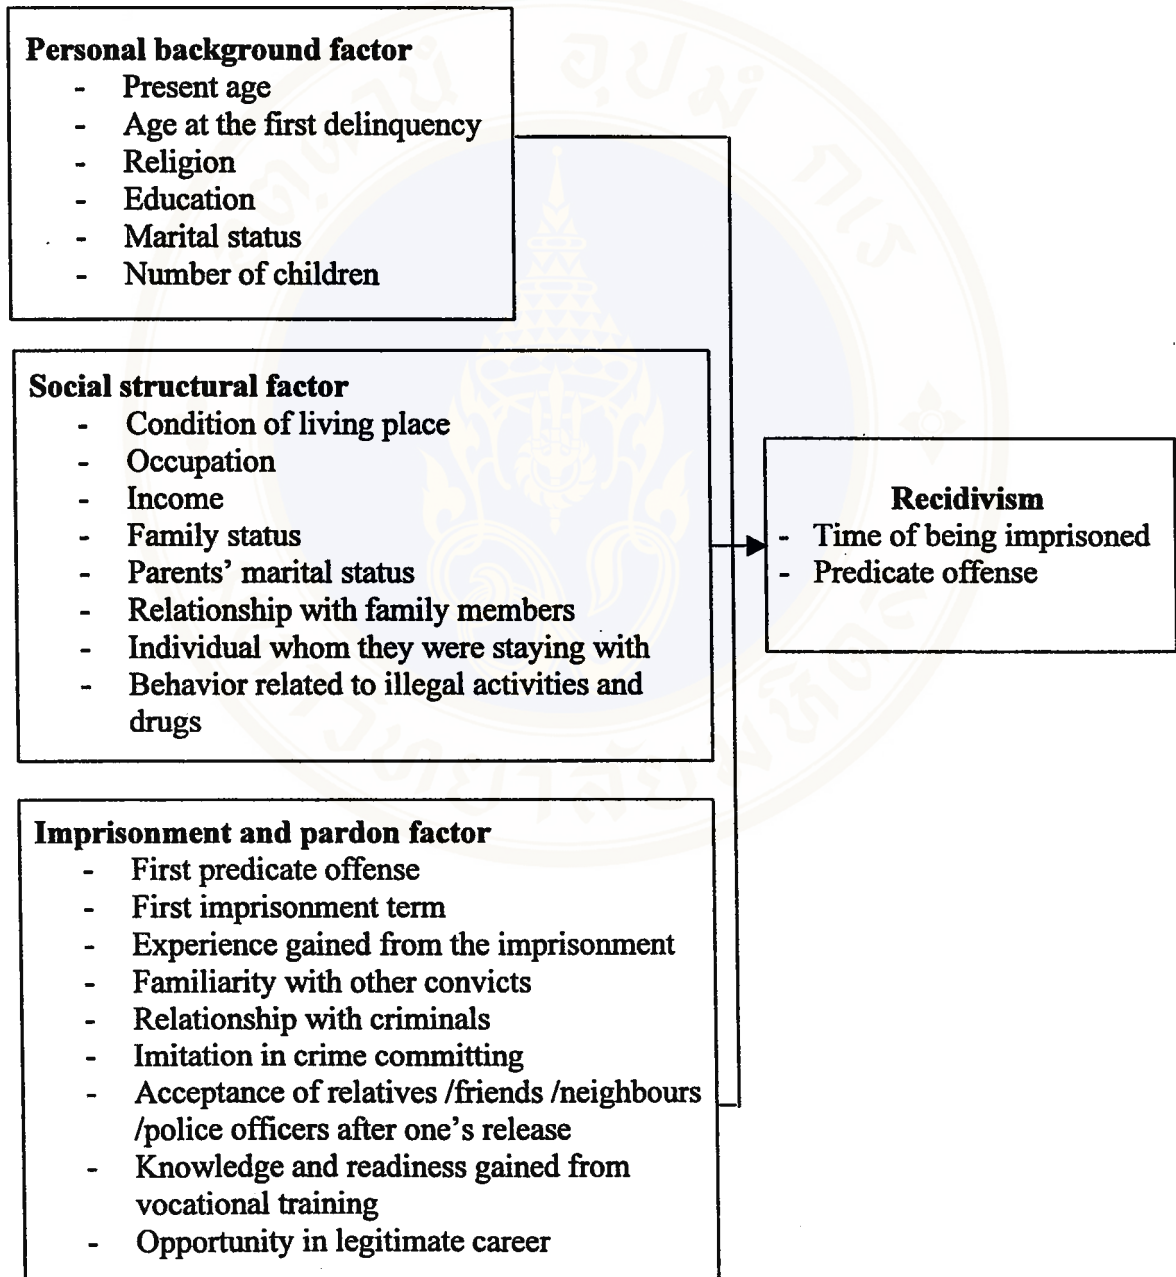 Personal background factor
- Present age
- Age at the first delinquency
- Religion
- Education
- Marital status
- Number of children
Social structural factor
- Condition of living place
- Occupation
- Income
- Family status
- Parents' marital status
- Relationship with family members
- Individual whom they were staying with
- Behavior related to illegal activities and
drugs
Imprisonment and pardon factor
- First predicate offense
- First imprisonment term
- Experience gained from the imprisonment
- Familiarity with other convicts
- Relationship with criminals
- Imitation in crime committing
- Acceptance of relatives /friends /neighbours
/police officers after one's release
- Knowledge and readiness gained from
vocational training
- Opportunity in legitimate career
Recidivism
- Time of being imprisoned
- Predicate offense